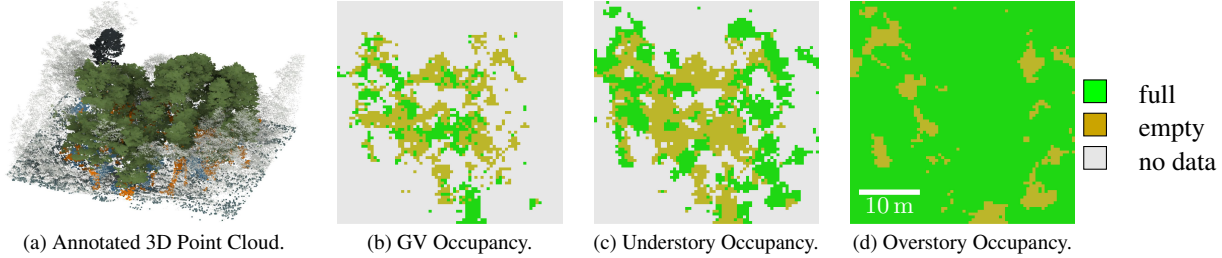 full
empty
no data
10 m
(a) Annotated 3D Point Cloud.
(b) GV Occupancy.
(c) Understory Occupancy.
(d) Overstory Occupancy.